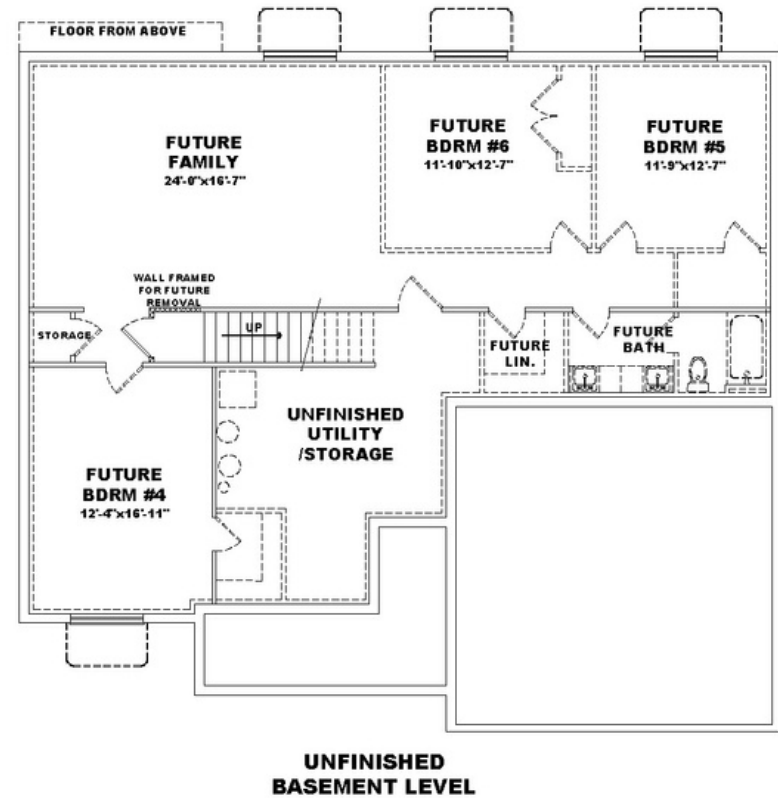 FLOOR FROM ABOVE
FUTURE
FAMILY
24'-0"x16'-7"
FUTURE
BDRM #6
11'-10"x12'-7"
FUTURE
BDRM #5
11'-9"x12'-7"
WALL FRAMED
FOR FUTURE
REMOVAL
STORAGE
UP
FUTURE
LIN.
FUTURE
BATH
UNFINISHED
UTILITY
/STORAGE
FUTURE
BDRM #4
12'-4"x16'-11"
UNFINISHED
BASEMENT LEVEL